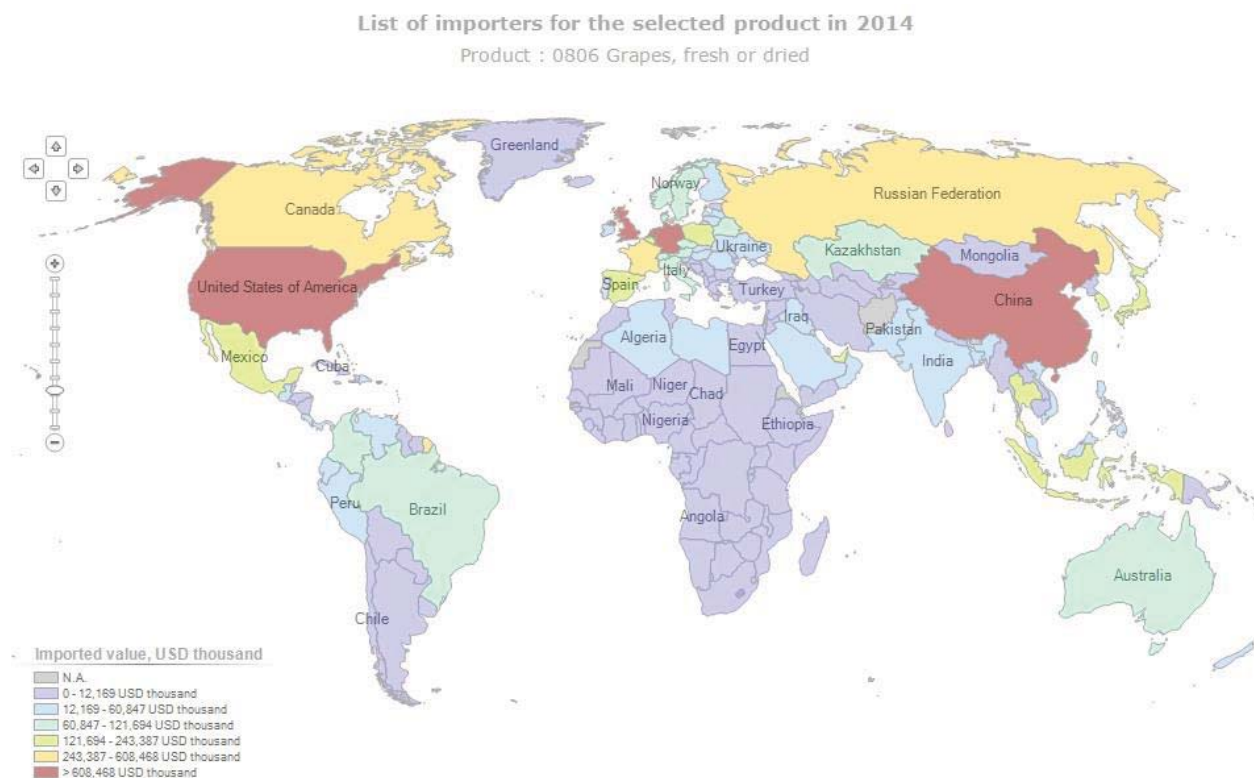 List of importers for the selected product in 2014
Product : 0806 Grapes, fresh or dried
Greenland
Norway
Russian Federation
Canada
Ukraine
Kazakhstan
Mongolia
Italy
United States of America
Spain
Turkey
China
Iraq
Pakistan
Mexico
Algeria
Egypt
India
Cuba
Mali
Niger
Chad
Nigeria
Ethiopia
Peru
Brazil
Angola
Australia
Chile
Imported value, USD thousand
N.A.
0 - 12,169 USD thousand
12,169 - 60,847 USD thousand
60,847 - 121,694 USD thousand
121,694 - 243,387 USD thousand
243,387 - 608,468 USD thousand
> 608,468 USD thousand